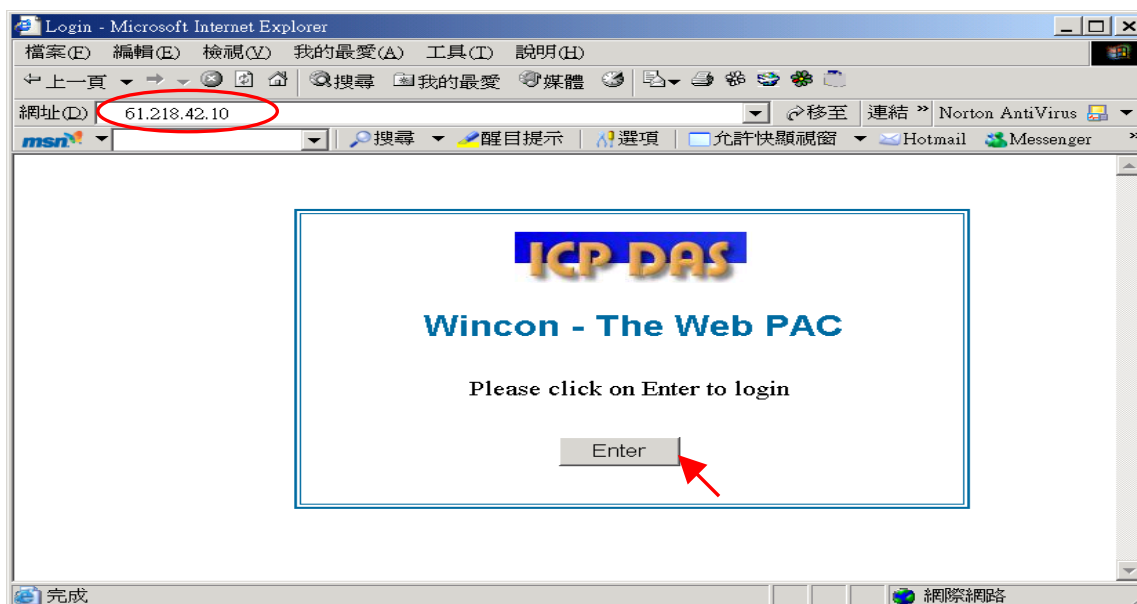 Login - Microsoft Internet Explorer
檔案(F) 編輯(E) 檢視(V) 我的最愛(A) 工具(T) 說明(H)
上一頁 搜尋 我的最愛 媒體
網址(D) 61.218.42.10 移至 連結 » Norton AntiVirus
msn 搜尋 醒目提示 選項 允許快顯視窗 Hotmail Messenger »
ICP DAS
Wincon - The Web PAC
Please click on Enter to login
Enter
完成 網際網路